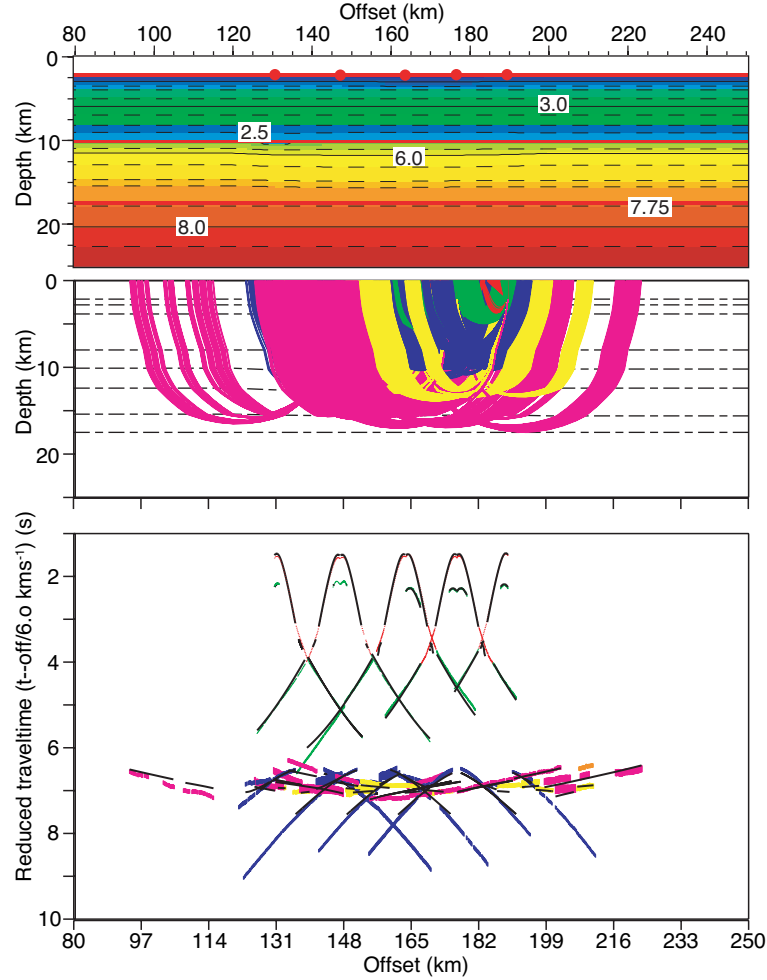 Offset (km)
80 100 120 140 160 180 200 220 240
0
10
20
Depth (km)
3.0
2.5
6.0
7.75
8.0
0
10
20
Depth (km)
2
4
6
8
10
Reduced traveltime (t--off/6.o kms⁻¹) (s)
80 97 114 131 148 165 182 199 216 233 250
Offset (km)